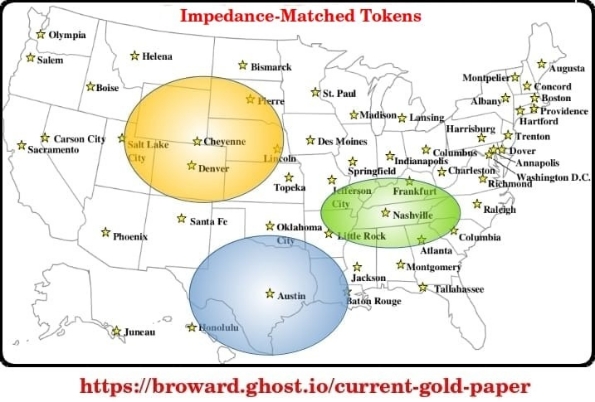 Impedance-Matched Tokens
Olympia
Salem
Helena
Boise
Bismarck
Pierre
St. Paul
Madison
Lansing
Montpelier
Augusta
Concord
Albany
Boston
Providence
Hartford
Carson City
Sacramento
Salt Lake
City
Cheyenne
Denver
Lincoln
Des Moines
Topeka
Springfield
Indianapolis
Columbus
Harrisburg
Trenton
Dover
Annapolis
Washington D.C.
Charleston
Richmond
Jefferson
City
Frankfurt
Nashville
Raleigh
Phoenix
Santa Fe
Oklahoma
City
Little Rock
Atlanta
Columbia
Austin
Jackson
Montgomery
Baton Rouge
Tallahassee
Juneau
Honolulu
https://broward.ghost.io/current-gold-paper